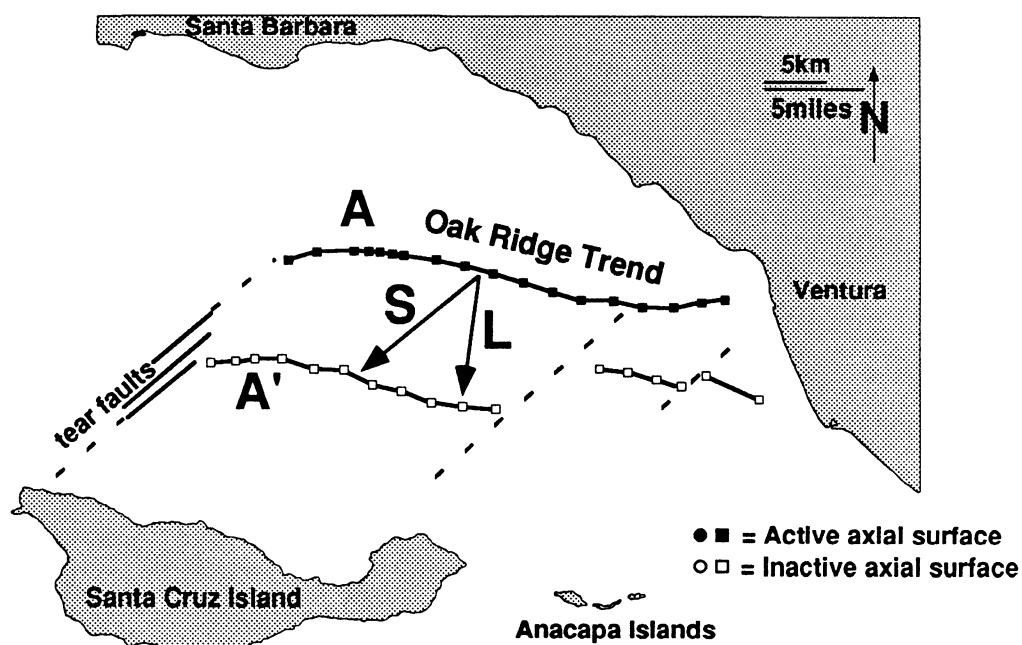 Santa Barbara
5km
5miles
N
A
Oak Ridge Trend
S
L
Ventura
A'
tear faults
= Active axial surface
= Inactive axial surface
Santa Cruz Island
Anacapa Islands